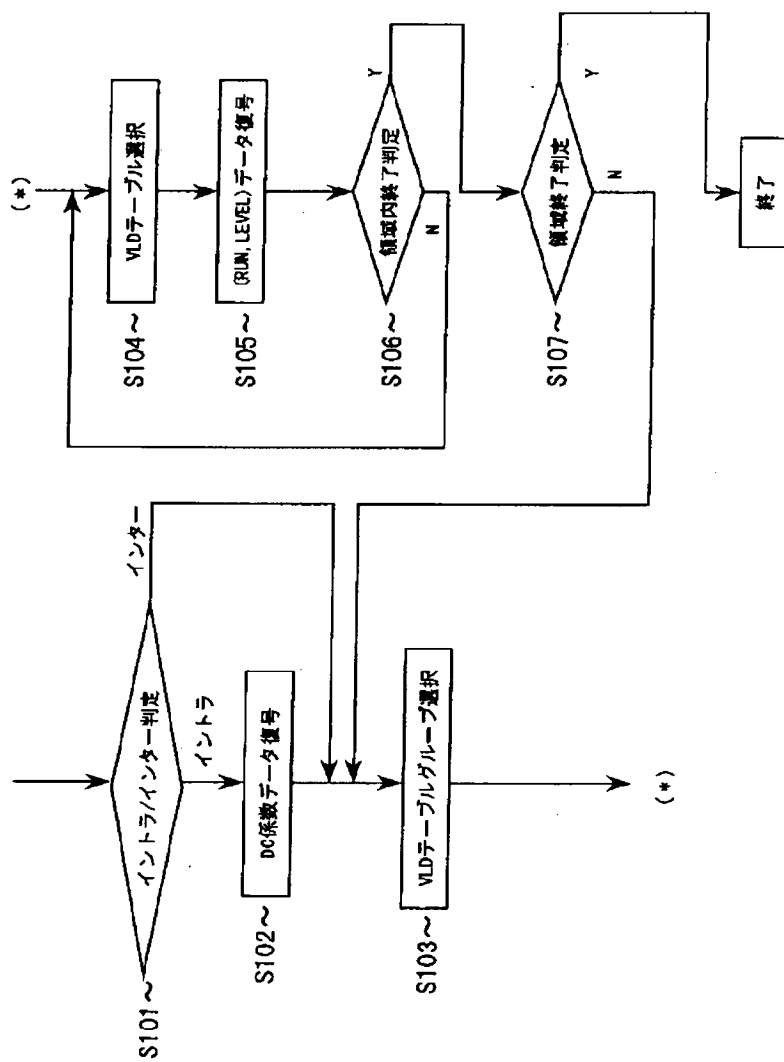 S101~
イントラ/インター判定
インター
イントラ
S102~
DC係数データ復号
S103~
VLDテーブルグループ選択
(*)
(*)
S104~
VLDテーブル選択
S105~
(RUN, LEVEL)データ復号
S106~
領域内終了判定
Y
N
S107~
領域終了判定
Y
N
終了